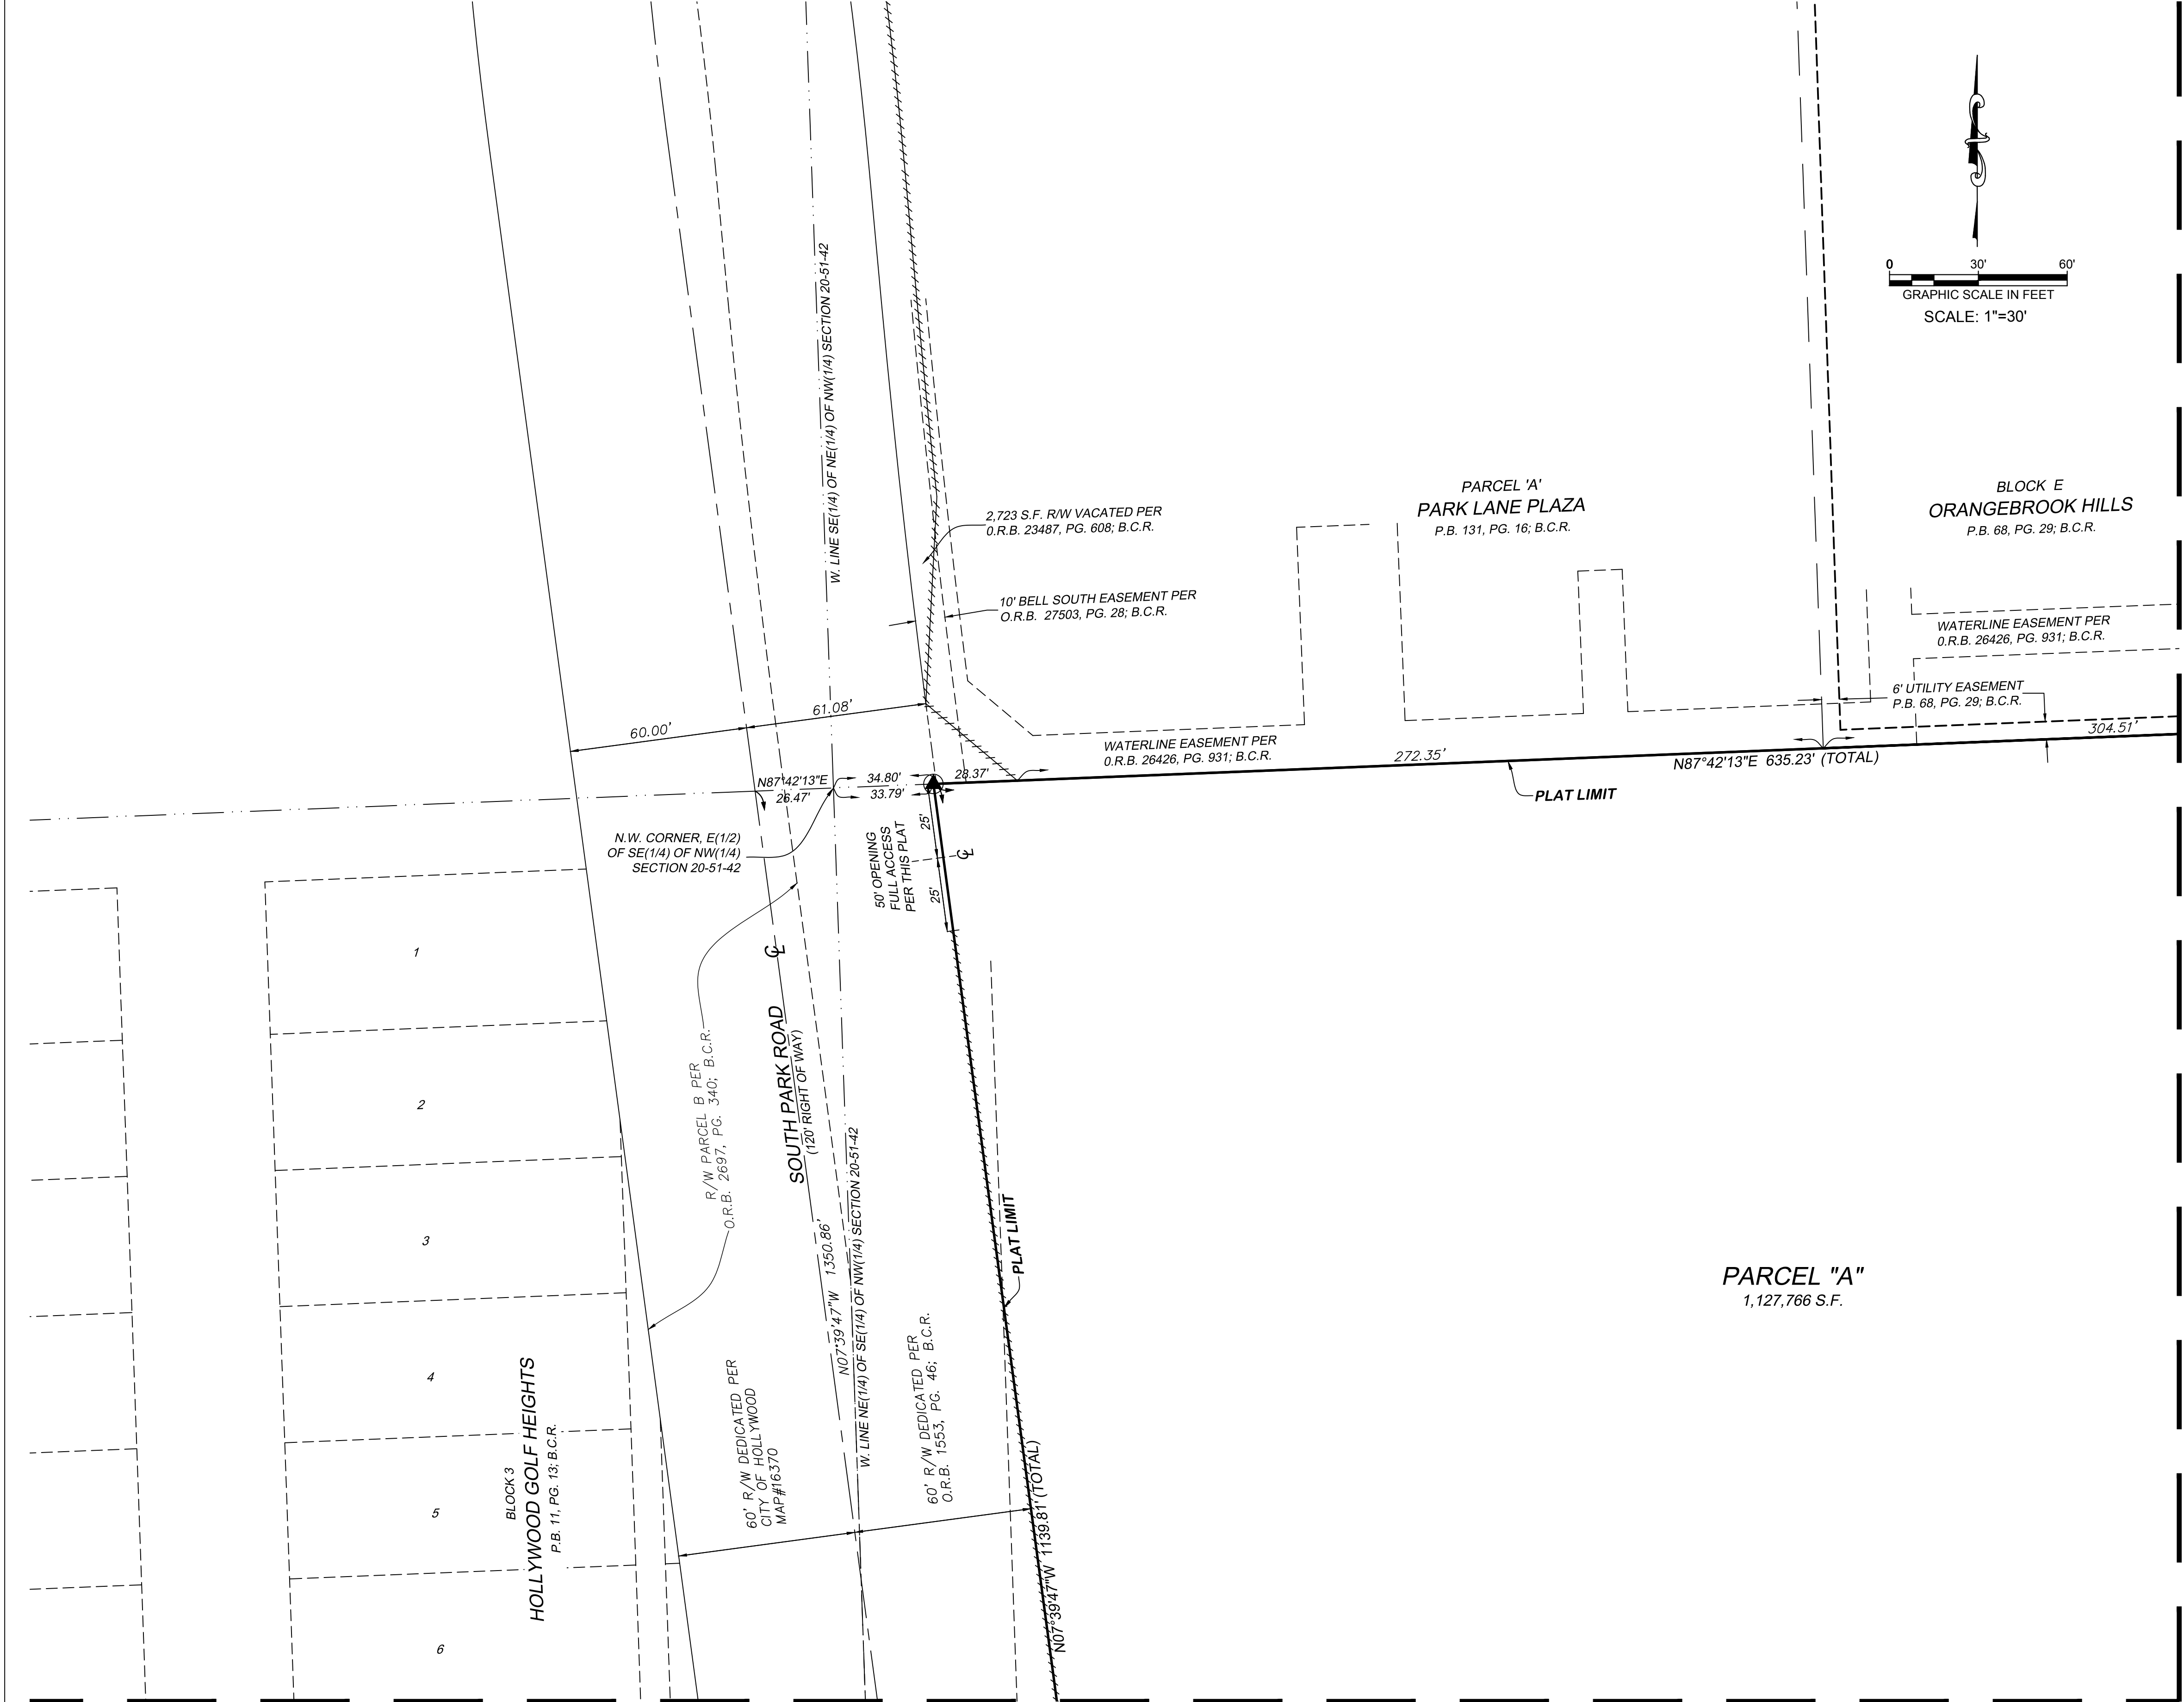 0 30' 60'
GRAPHIC SCALE IN FEET
SCALE: 1"=30'
W. LINE SE(1/4) OF NE(1/4) OF NW(1/4) SECTION 20-51-42
2,723 S.F. R/W VACATED PER
0.R.B. 23487, PG. 608; B.C.R.
10' BELL SOUTH EASEMENT PER
O.R.B. 27503, PG. 28; B.C.R.
PARCEL 'A'
PARK LANE PLAZA
P.B. 131, PG. 16; B.C.R.
BLOCK E
ORANGEBROOK HILLS
P.B. 68, PG. 29; B.C.R.
WATERLINE EASEMENT PER
0.R.B. 26426, PG. 931; B.C.R.
6' UTILITY EASEMENT
P.B. 68, PG. 29; B.C.R.
304.51'
60.00'
61.08'
WATERLINE EASEMENT PER
0.R.B. 26426, PG. 931; B.C.R.
272.35'
N87°42'13"E 635.23' (TOTAL)
PLAT LIMIT
N87°42'13"E
26.47'
34.80'
33.79'
28.37'
N.W. CORNER, E(1/2)
OF SE(1/4) OF NW(1/4)
SECTION 20-51-42
50' OPENING
FULL ACCESS
PER THIS PLAT
25'
25'
CL
CL
1
2
3
4
5
6
R/W PARCEL B PER
O.R.B. 2697, PG. 340; B.C.R.
SOUTH PARK ROAD
(120' RIGHT OF WAY)
N07°39'47"W 1350.86'
W. LINE NE(1/4) OF SE(1/4) OF NW(1/4) SECTION 20-51-42
PLAT LIMIT
BLOCK 3
HOLLYWOOD GOLF HEIGHTS
P.B. 11, PG. 13; B.C.R.
60' R/W DEDICATED PER
CITY OF HOLLYWOOD
MAP#16370
60' R/W DEDICATED PER
O.R.B. 1553, PG. 46; B.C.R.
N07°39'47"W 1139.81' (TOTAL)
PARCEL "A"
1,127,766 S.F.